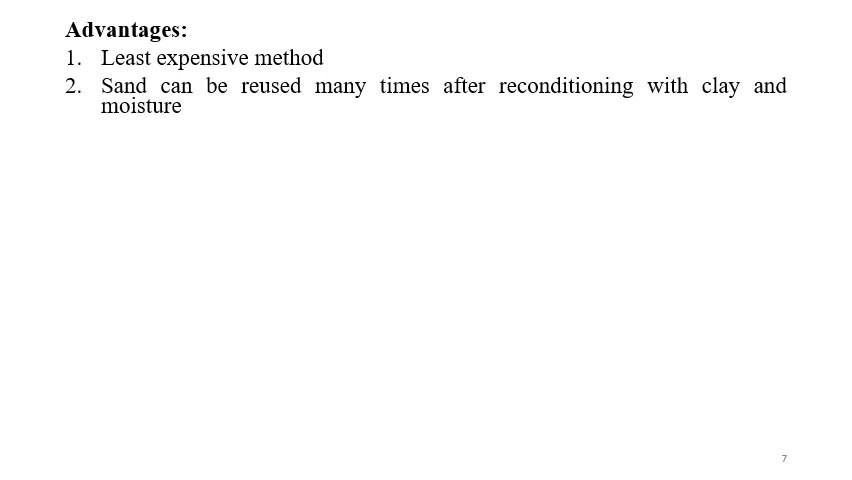 Advantages:
1. Least expensive method
2. Sand can be reused many times after reconditioning with clay and
moisture
7